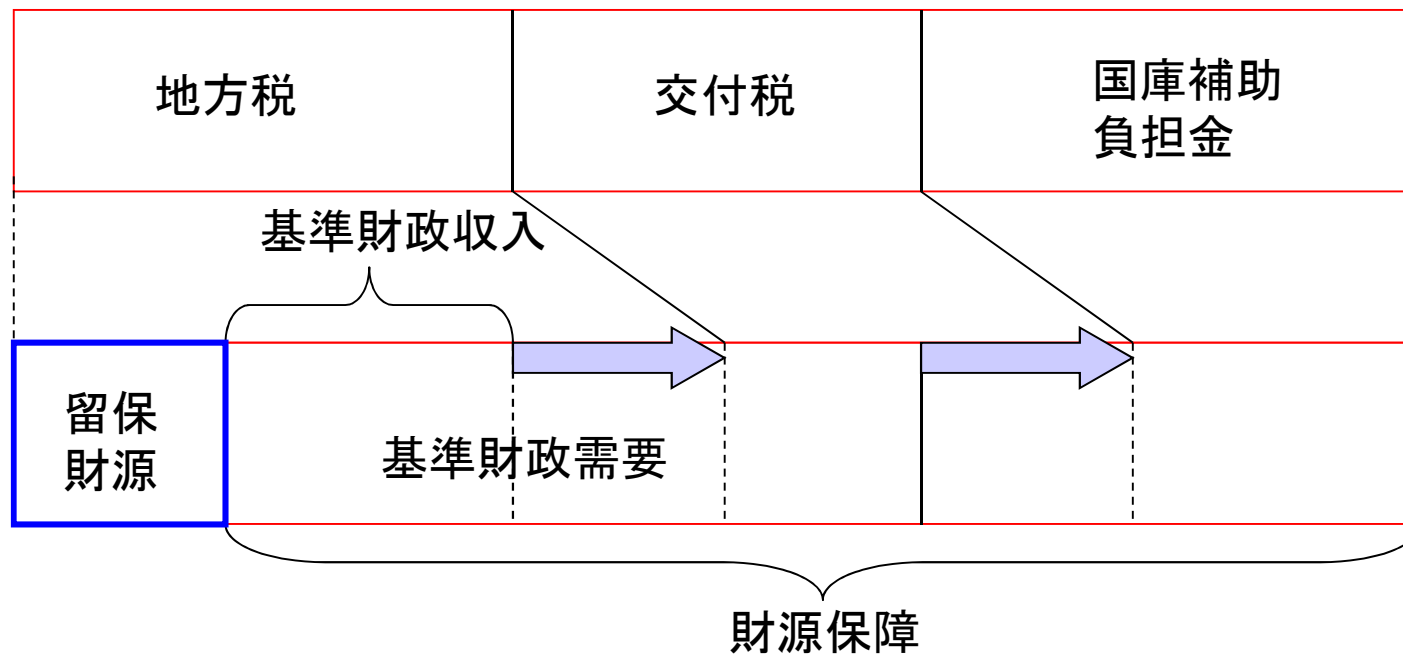 地方税
交付税
国庫補助
負担金
基準財政収入
留保
財源
基準財政需要
財源保障